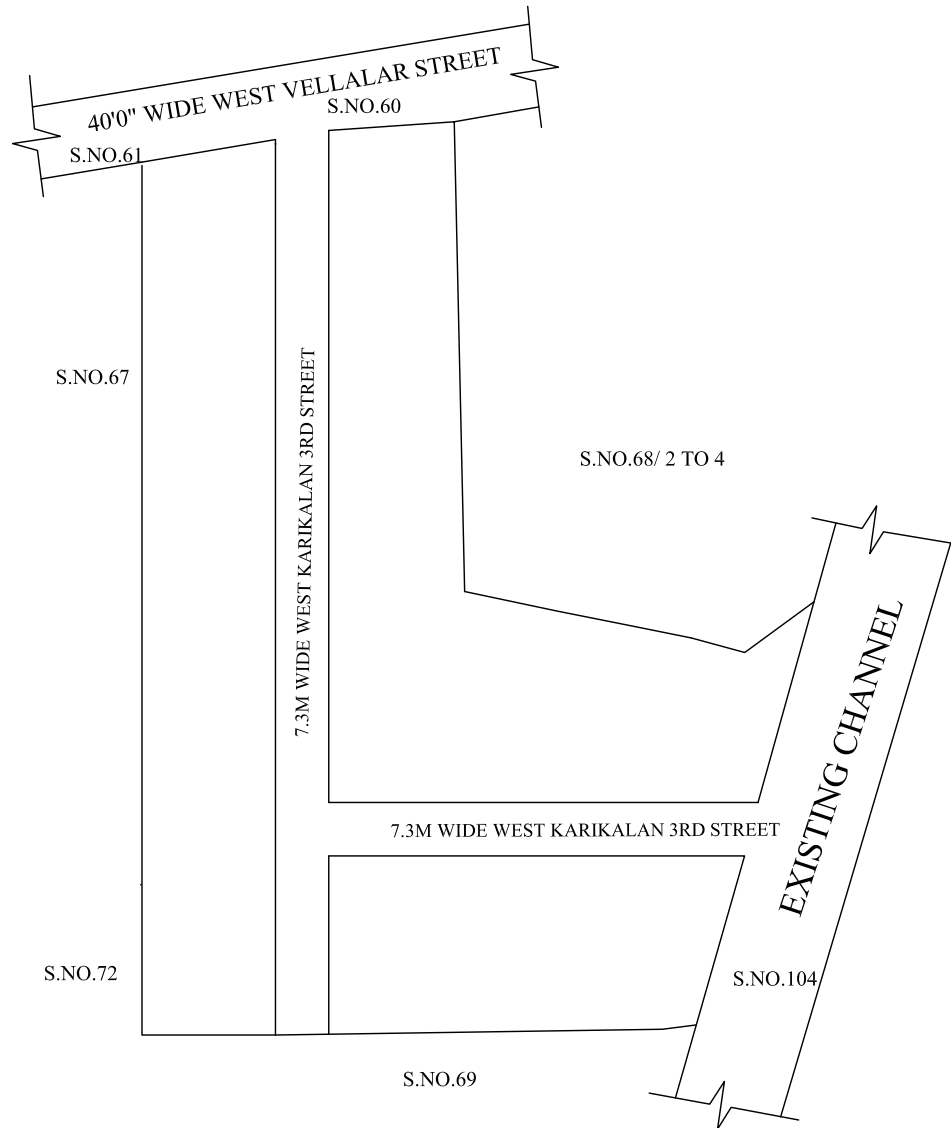 40'0" WIDE WEST VELLALAR STREET
S.NO.60
S.NO.61
S.NO.67
7.3M WIDE WEST KARIKALAN 3RD STREET
S.NO.68/ 2 TO 4
EXISTING CHANNEL
7.3M WIDE WEST KARIKALAN 3RD STREET
S.NO.72
S.NO.104
S.NO.69